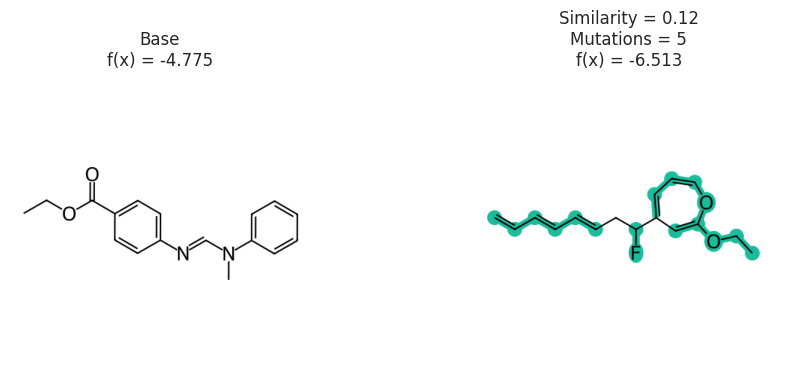 Base
f(x) = -4.775
Similarity = 0.12
Mutations = 5
f(x) = -6.513
O
O
N
N
O
O
F